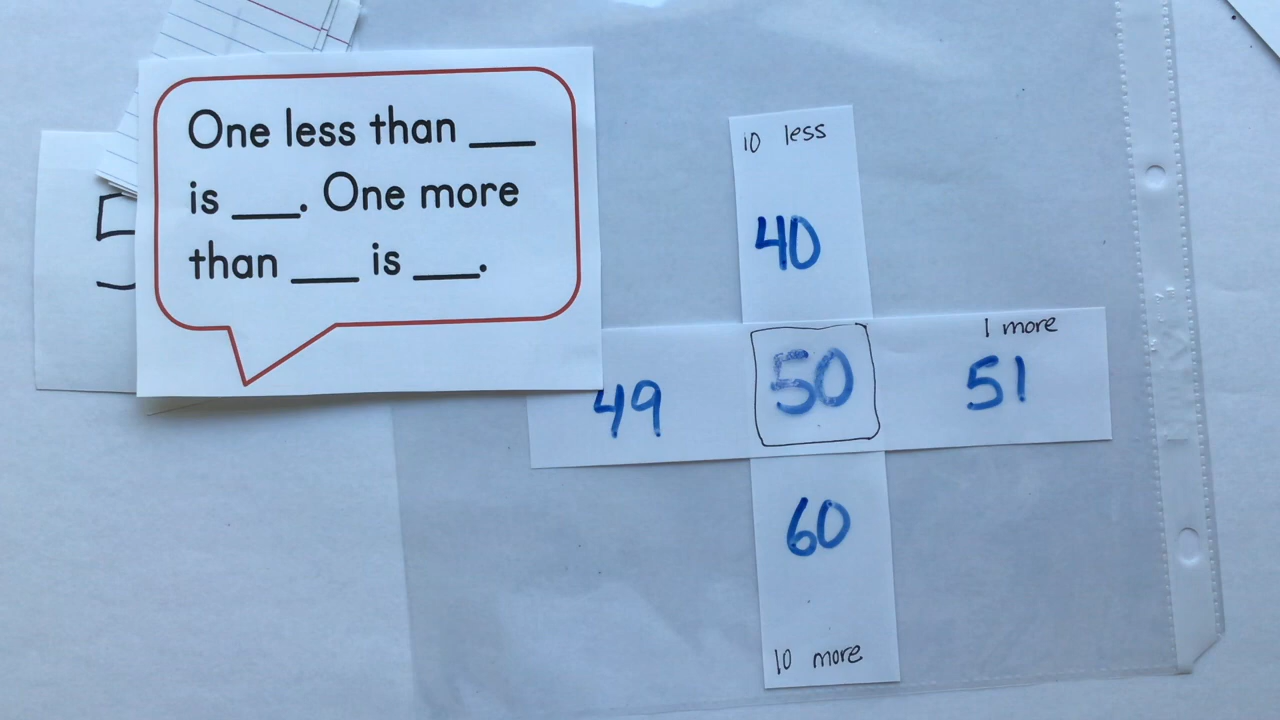 One less than ___
is ___. One more
than ___ is ___.
5
10 less
40
1 more
49 50 51
60
10 more